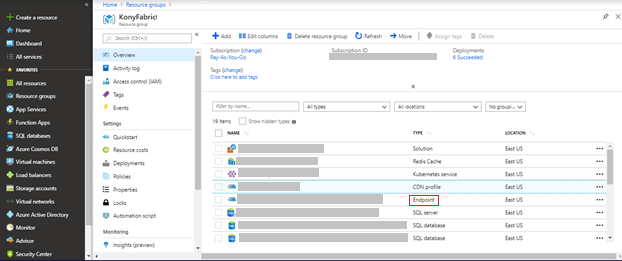 Home > Resource groups >
+ Create a resource
Home
Dashboard
All services
FAVORITES
All resources
Resource groups
App Services
Function Apps
SQL databases
Azure Cosmos DB
Virtual machines
Load balancers
Storage accounts
Virtual networks
Azure Active Directory
Monitor
Advisor
Security Center
KonyFabric
Resource group
Search (Ctrl+/)
Overview
Activity log
Access control (IAM)
Tags
Events
Settings
Quickstart
Resource costs
Deployments
Policies
Properties
Locks
Automation script
Monitoring
Insights (preview)
+ Add Edit columns Delete resource group Refresh Move Assign tags Delete
Subscription (change) Subscription ID Deployments
Pay-As-You-Go 6 Succeeded
Tags (change)
Click here to add tags
Filter by name... All types All locations No groupi...
19 items Show hidden types
NAME TYPE LOCATION
Solution East US
Redis Cache East US
Kubernetes service East US
CDN profile East US
Endpoint East US
SQL server East US
SQL database East US
SQL database East US